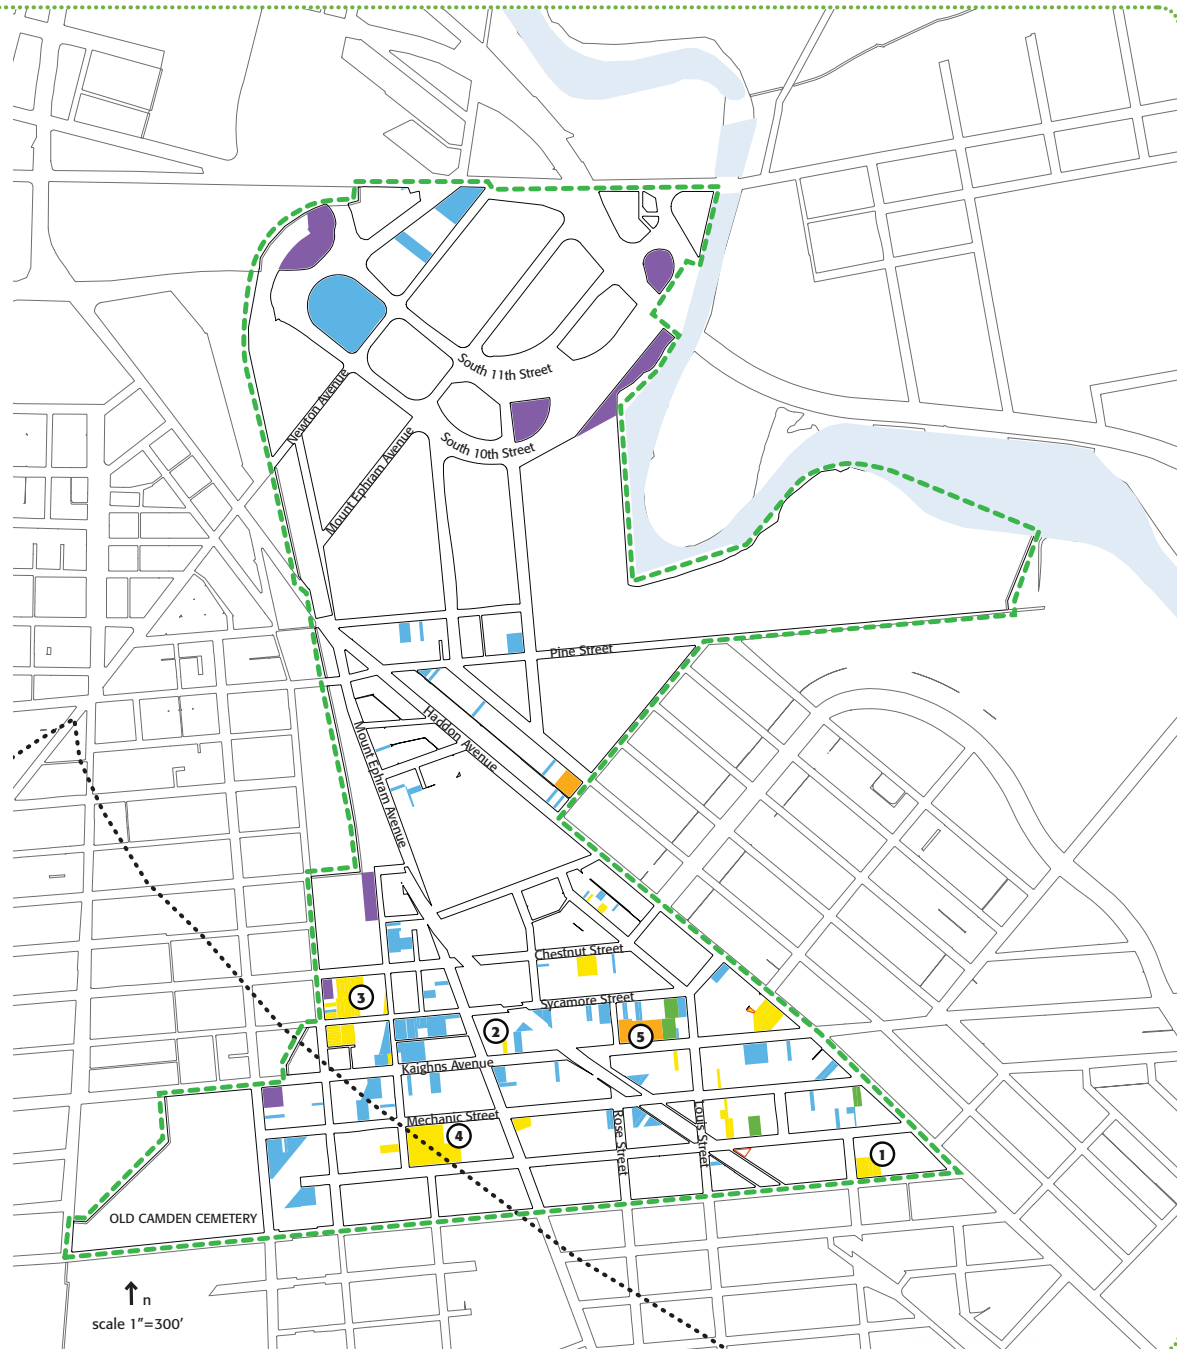 South 11th Street
Newton Avenue
South 10th Street
Mount Ephram Avenue
Pine Street
Haddon Avenue
Mount Ephram Avenue
Chestnut Street
3
Sycamore Street
2
5
Kaighns Avenue
Mechanic Street
4
Rose Street
Louis Street
1
OLD CAMDEN CEMETERY
n
scale 1"=300'